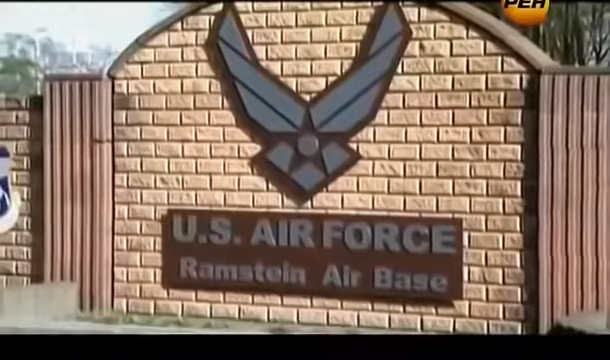 РЕН
U.S. AIR FORCE
Ramstein Air Base